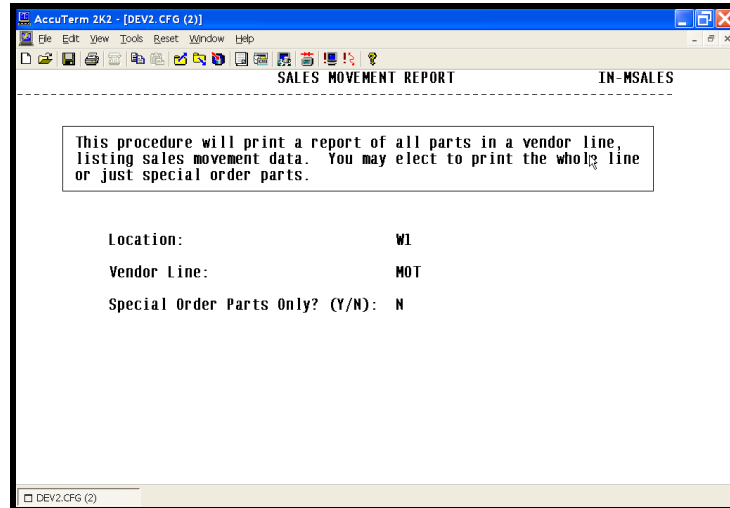 AccuTerm 2K2 - [DEV2.CFG (2)]
File Edit View Tools Reset Window Help
SALES MOVEMENT REPORT IN-MSALES
This procedure will print a report of all parts in a vendor line,
listing sales movement data. You may elect to print the whole line
or just special order parts.
Location: W1
Vendor Line: MOT
Special Order Parts Only? (Y/N): N
DEV2.CFG (2)